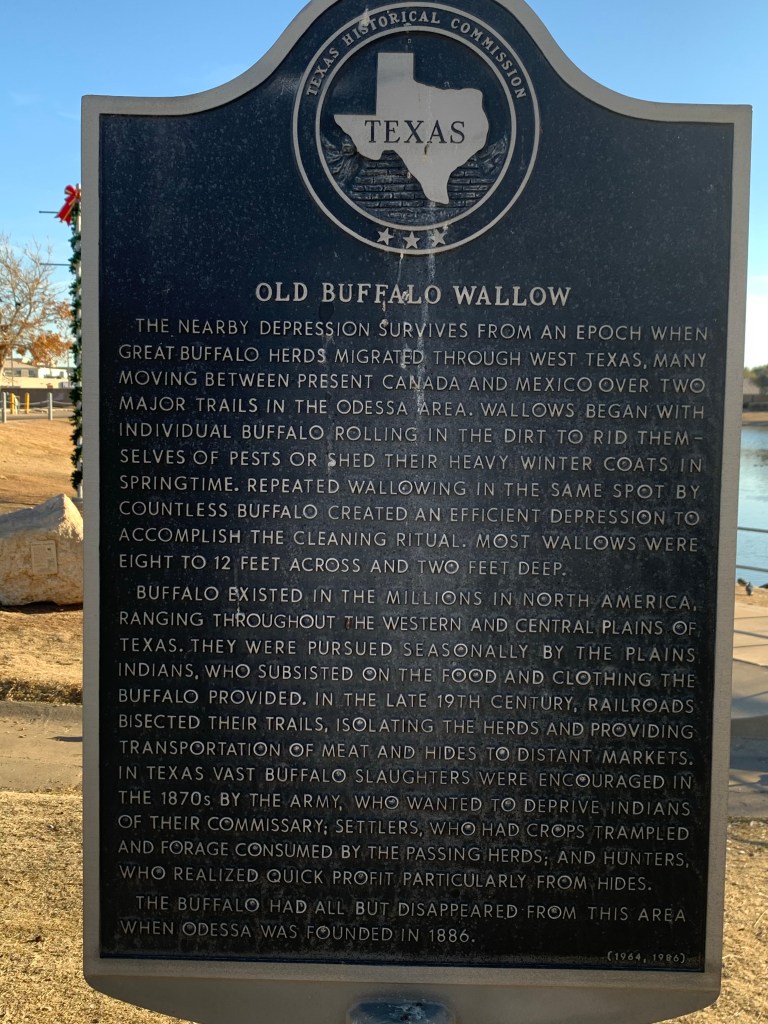 TEXAS HISTORICAL COMMISSION
TEXAS
OLD BUFFALO WALLOW
THE NEARBY DEPRESSION SURVIVES FROM AN EPOCH WHEN
GREAT BUFFALO HERDS MIGRATED THROUGH WEST TEXAS, MANY
MOVING BETWEEN PRESENT CANADA AND MEXICO OVER TWO
MAJOR TRAILS IN THE ODESSA AREA. WALLOWS BEGAN WITH
INDIVIDUAL BUFFALO ROLLING IN THE DIRT TO RID THEM-
SELVES OF PESTS OR SHED THEIR HEAVY WINTER COATS IN
SPRINGTIME. REPEATED WALLOWING IN THE SAME SPOT BY
COUNTLESS BUFFALO CREATED AN EFFICIENT DEPRESSION TO
ACCOMPLISH THE CLEANING RITUAL. MOST WALLOWS WERE
EIGHT TO 12 FEET ACROSS AND TWO FEET DEEP.
BUFFALO EXISTED IN THE MILLIONS IN NORTH AMERICA,
RANGING THROUGHOUT THE WESTERN AND CENTRAL PLAINS OF
TEXAS. THEY WERE PURSUED SEASONALLY BY THE PLAINS
INDIANS, WHO SUBSISTED ON THE FOOD AND CLOTHING THE
BUFFALO PROVIDED. IN THE LATE 19TH CENTURY, RAILROADS
BISECTED THEIR TRAILS, ISOLATING THE HERDS AND PROVIDING
TRANSPORTATION OF MEAT AND HIDES TO DISTANT MARKETS.
IN TEXAS VAST BUFFALO SLAUGHTERS WERE ENCOURAGED IN
THE 1870s BY THE ARMY, WHO WANTED TO DEPRIVE INDIANS
OF THEIR COMMISSARY; SETTLERS, WHO HAD CROPS TRAMPLED
AND FORAGE CONSUMED BY THE PASSING HERDS; AND HUNTERS,
WHO REALIZED QUICK PROFIT PARTICULARLY FROM HIDES.
THE BUFFALO HAD ALL BUT DISAPPEARED FROM THIS AREA
WHEN ODESSA WAS FOUNDED IN 1886.
(1964, 1986)